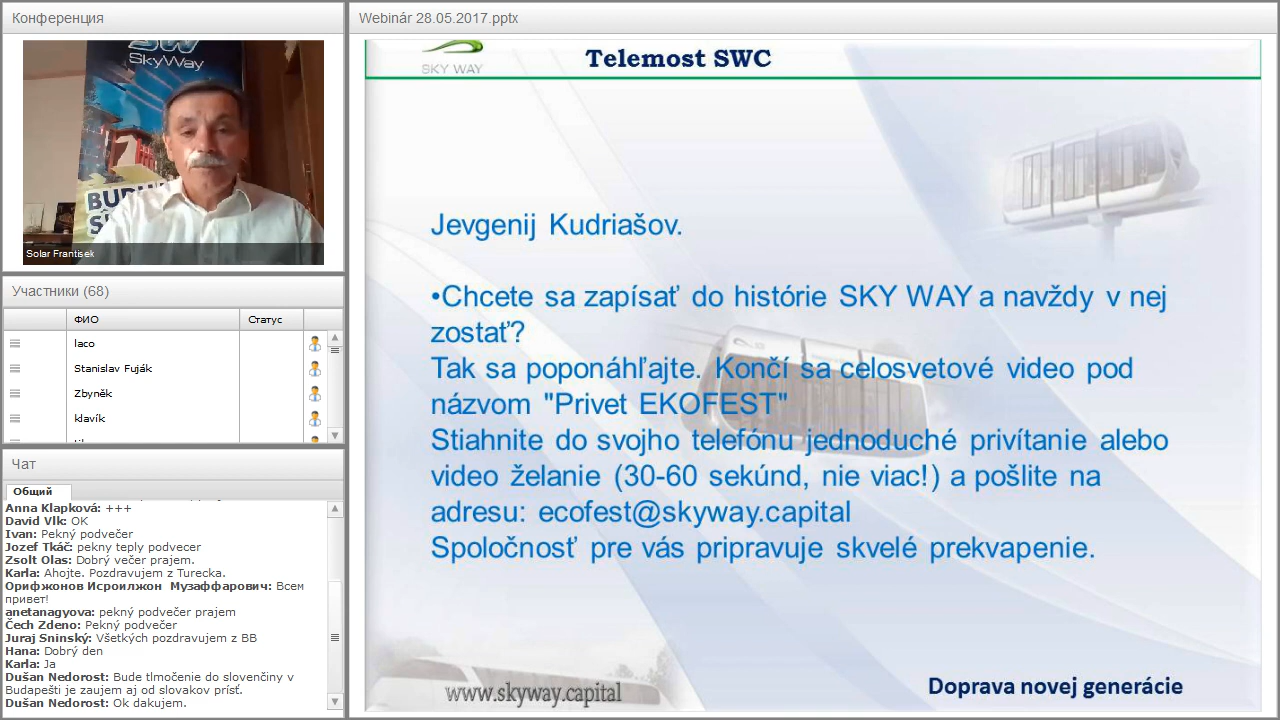 Конференция
SW
SkyWay
Solar Frantisek
Участники (68)
ФИО
Статус
laco
Stanislav Fuják
Zbyněk
klavík
Чат
Общий
Anna Klapková: +++
David Vlk: OK
Ivan: Pekný podvečer
Jozef Tkáč: pekny teply podvecer
Zsolt Olas: Dobrý večer prajem.
Karla: Ahojte. Pozdravujem z Turecka.
Орифжонов Исроилжон Музаффарович: Всем
привет!
anetanagyova: pekný podvečer prajem
Čech Zdeno: Pekný podvečer
Juraj Sninský: Všetkých pozdravujem z BB
Hana: Dobrý den
Karla: Ja
Dušan Nedorost: Bude tlmočenie do slovenčiny v
Budapešti je zaujem aj od slovakov prísť.
Dušan Nedorost: Ok dakujem.
Webinár 28.05.2017.pptx
SKY WAY
Telemost SWC
Jevgenij Kudriašov.
•Chcete sa zapísať do histórie SKY WAY a navždy v nej
zostať?
Tak sa poponáhľajte. Končí sa celosvetové video pod
názvom "Privet EKOFEST"
Stiahnite do svojho telefónu jednoduché privítanie alebo
video želanie (30-60 sekúnd, nie viac!) a pošlite na
adresu: ecofest@skyway.capital
Spoločnosť pre vás pripravuje skvelé prekvapenie.
www.skyway.capital
Doprava novej generácie